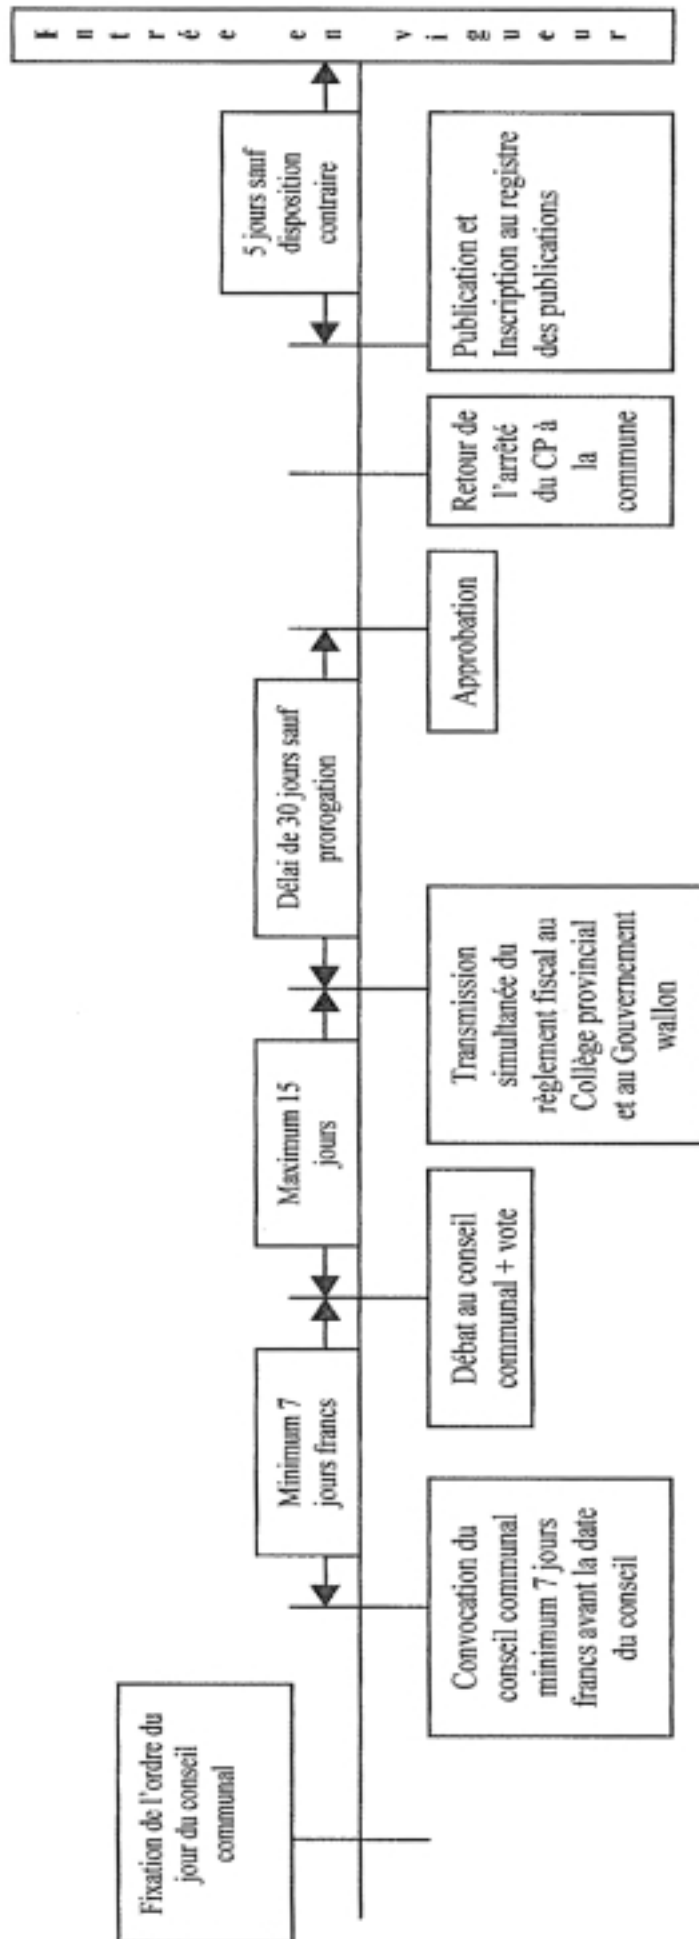 Fixation de l'ordre du
jour du conseil
communal
Convocation du
conseil communal
minimum 7 jours
francs avant la date
du conseil
Minimum 7
jours francs
Débat au conseil
communal + vote
Maximum 15
jours
Transmission
simultanée du
règlement fiscal au
Collège provincial
et au Gouvernement
wallon
Délai de 30 jours sauf
prorogation
Approbation
Retour de
l'arrêté
du CP à
la
commune
Publication et
Inscription au registre
des publications
5 jours sauf
disposition
contraire
Entrée en vigueur